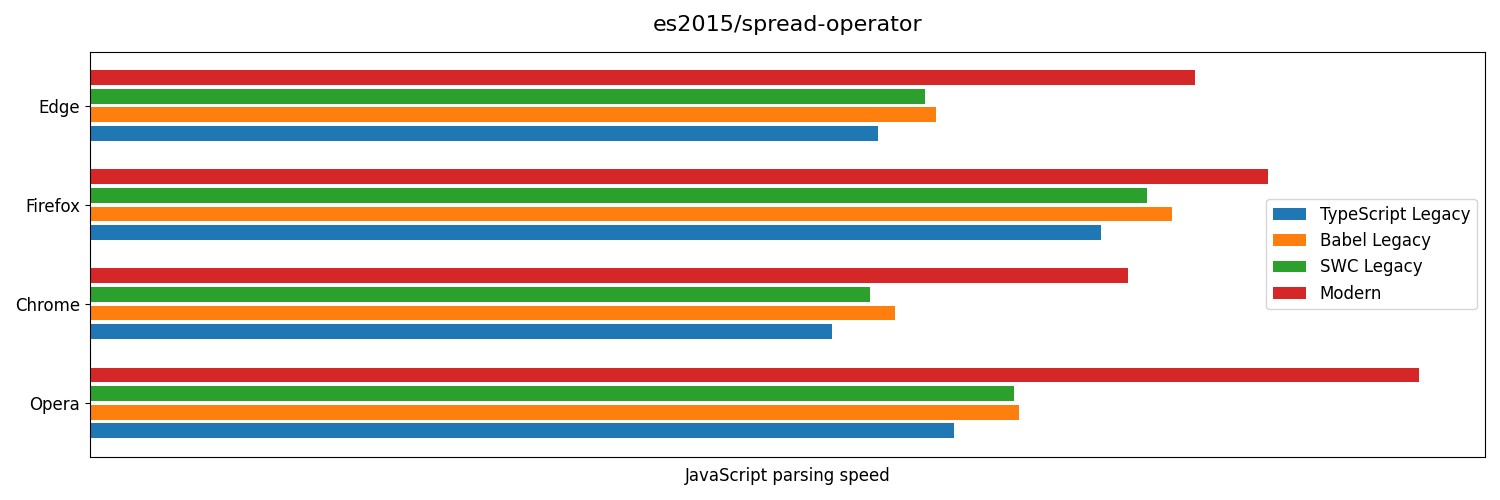 es2015/spread-operator
Edge
Firefox
Chrome
Opera
TypeScript Legacy
Babel Legacy
SWC Legacy
Modern
JavaScript parsing speed